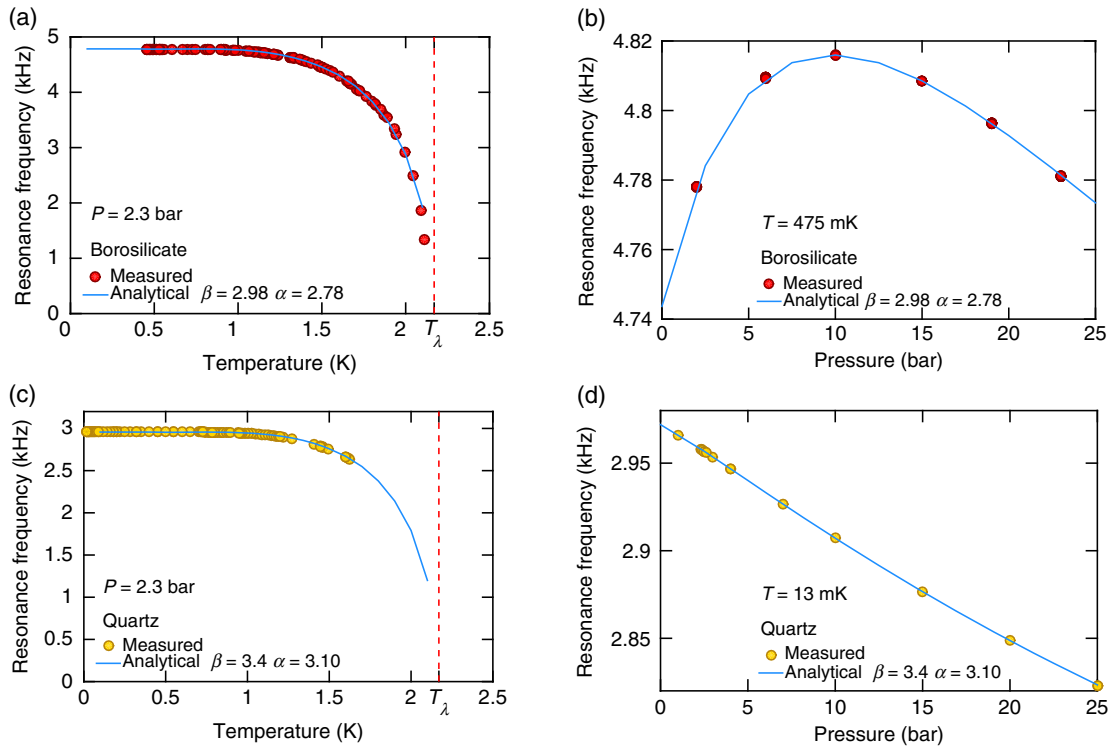 (a)
Resonance frequency (kHz)
5
4
3
2
1
0
P = 2.3 bar
Borosilicate
Measured
Analytical β = 2.98 α = 2.78
0 0.5 1 1.5 2 Tλ 2.5
Temperature (K)
(b)
Resonance frequency (kHz)
4.82
4.8
4.78
4.76
4.74
T = 475 mK
Borosilicate
Measured
Analytical β = 2.98 α = 2.78
0 5 10 15 20 25
Pressure (bar)
(c)
Resonance frequency (kHz)
3
2.5
2
1.5
1
0.5
0
P = 2.3 bar
Quartz
Measured
Analytical β = 3.4 α = 3.10
0 0.5 1 1.5 2 Tλ 2.5
Temperature (K)
(d)
Resonance frequency (kHz)
2.95
2.9
2.85
T = 13 mK
Quartz
Measured
Analytical β = 3.4 α = 3.10
0 5 10 15 20 25
Pressure (bar)